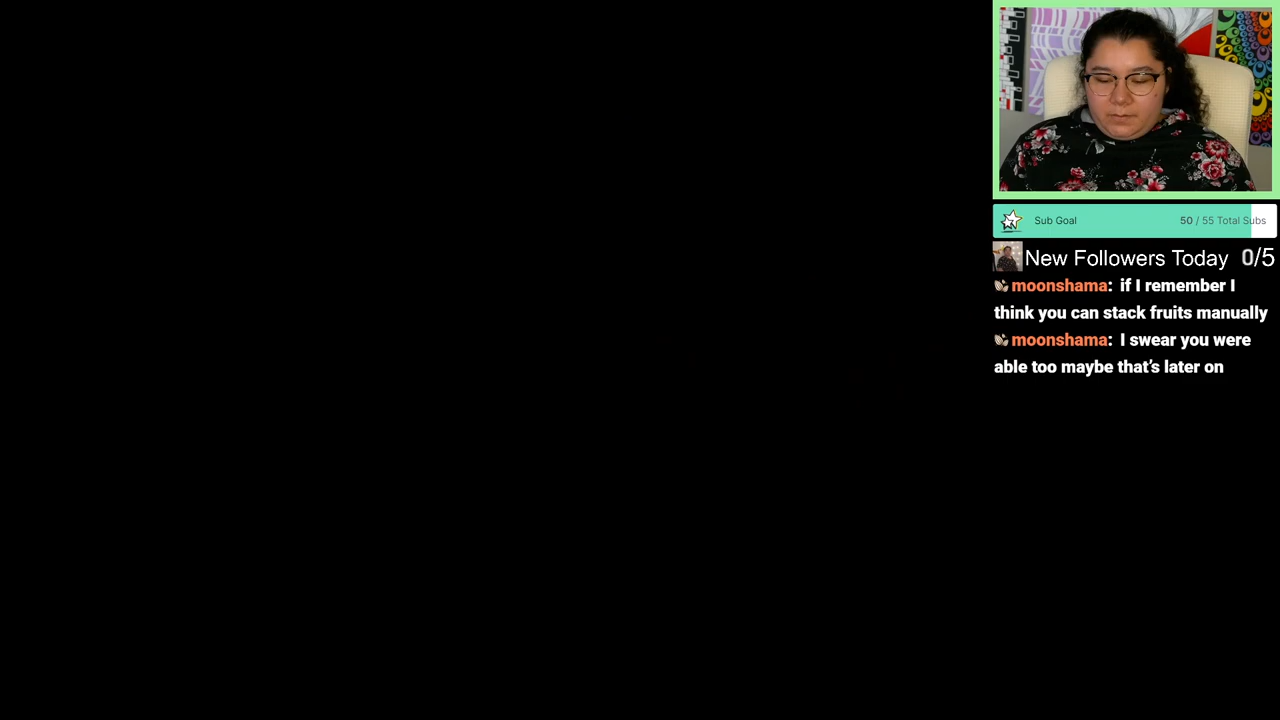 Sub Goal 50 / 55 Total Subs
New Followers Today 0/5
moonshama: if I remember I
think you can stack fruits manually
moonshama: I swear you were
able too maybe that's later on